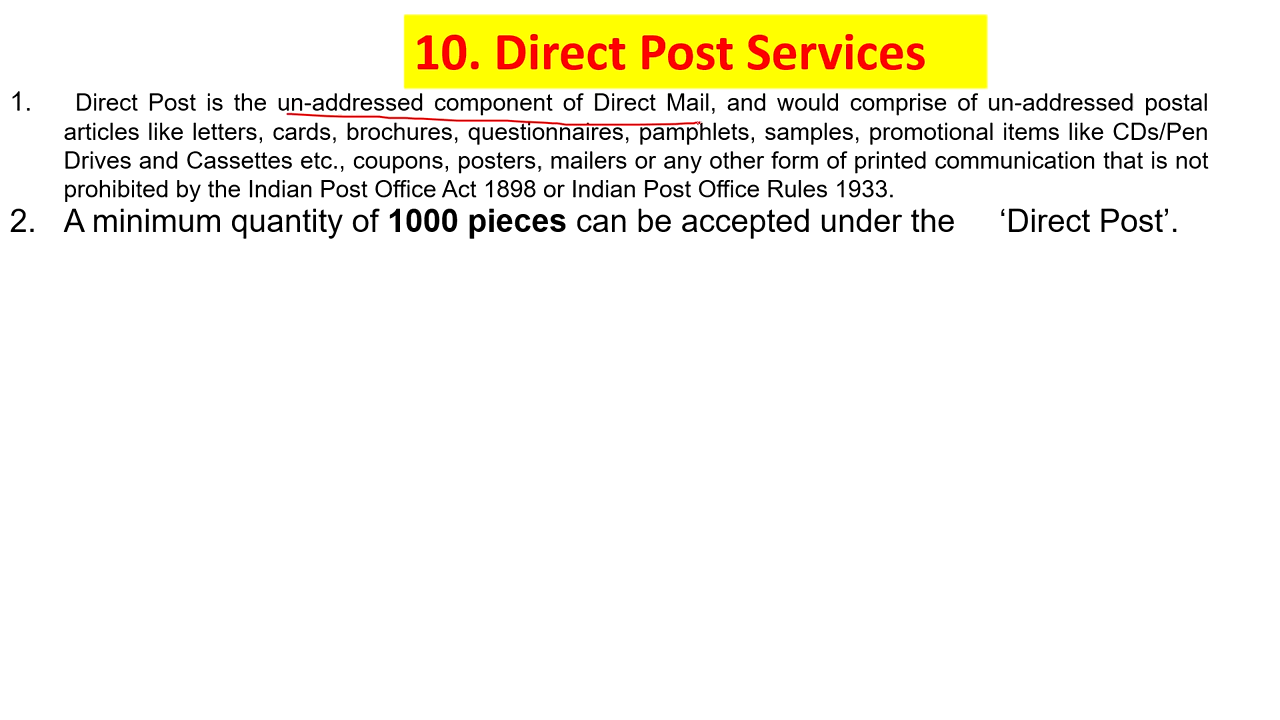 10. Direct Post Services
1. Direct Post is the un-addressed component of Direct Mail, and would comprise of un-addressed postal
articles like letters, cards, brochures, questionnaires, pamphlets, samples, promotional items like CDs/Pen
Drives and Cassettes etc., coupons, posters, mailers or any other form of printed communication that is not
prohibited by the Indian Post Office Act 1898 or Indian Post Office Rules 1933.
2. A minimum quantity of 1000 pieces can be accepted under the ‘Direct Post’.